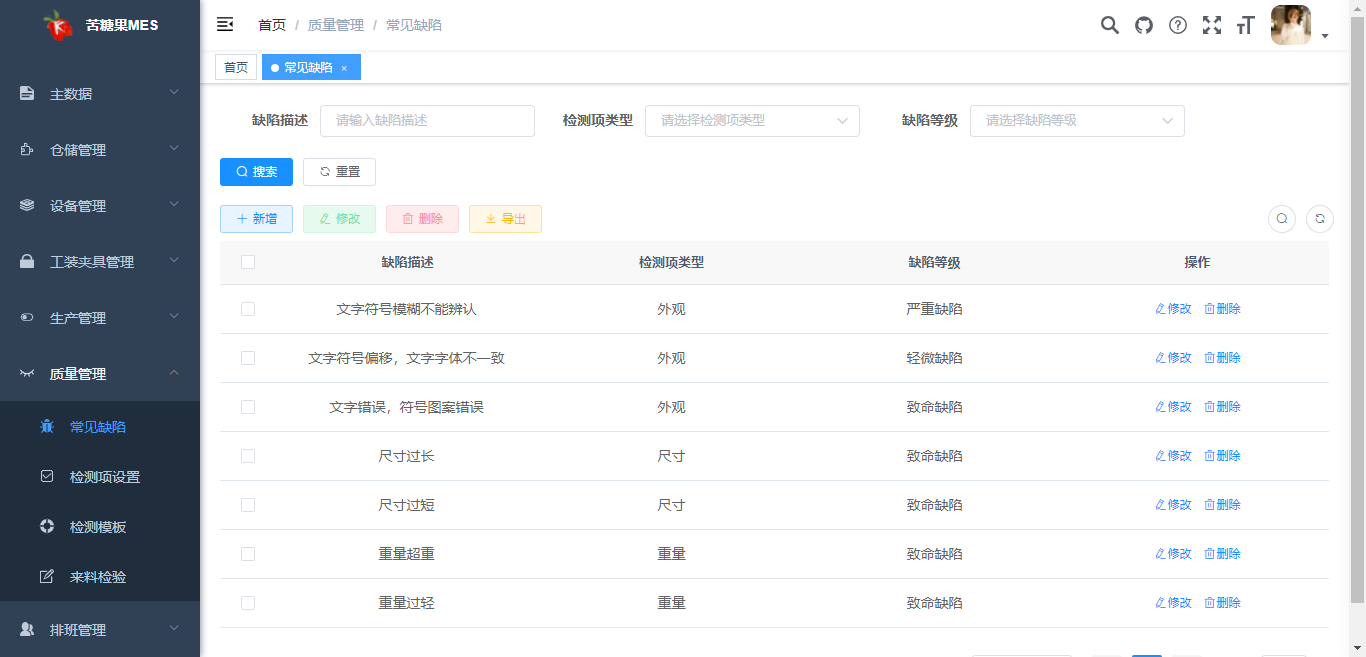 苦糖果MES
主数据
仓储管理
设备管理
工装夹具管理
生产管理
质量管理
常见缺陷
检测项设置
检测模板
来料检验
排班管理
首页 / 质量管理 / 常见缺陷
首页 常见缺陷 ×
缺陷描述 请输入缺陷描述 检测项类型 请选择检测项类型 缺陷等级 请选择缺陷等级
搜索 重置
新增 修改 删除 导出
缺陷描述 检测项类型 缺陷等级 操作
文字符号模糊不能辨认 外观 严重缺陷 修改 删除
文字符号偏移，文字字体不一致 外观 轻微缺陷 修改 删除
文字错误，符号图案错误 外观 致命缺陷 修改 删除
尺寸过长 尺寸 致命缺陷 修改 删除
尺寸过短 尺寸 致命缺陷 修改 删除
重量超重 重量 致命缺陷 修改 删除
重量过轻 重量 致命缺陷 修改 删除